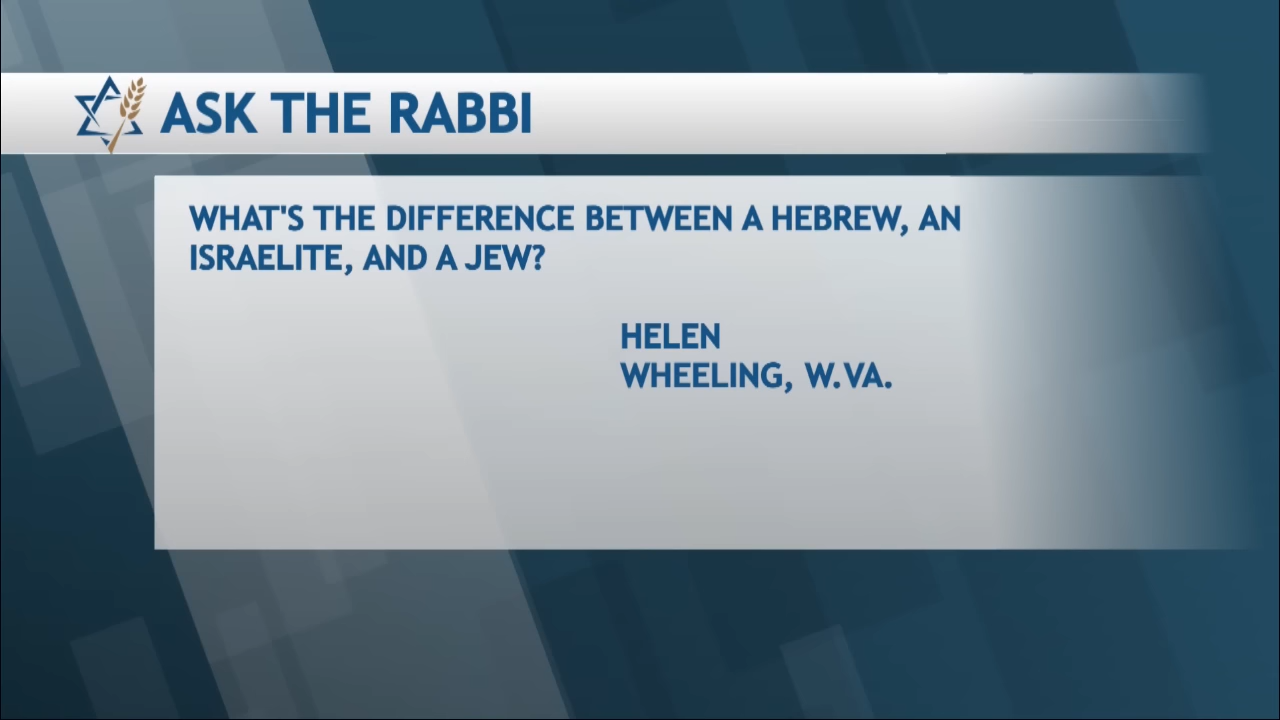 ASK THE RABBI
WHAT'S THE DIFFERENCE BETWEEN A HEBREW, AN
ISRAELITE, AND A JEW?
HELEN
WHEELING, W.VA.